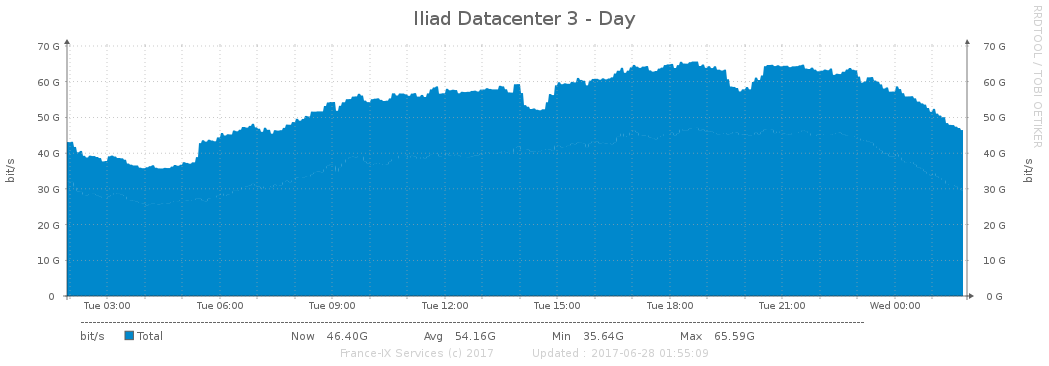 Iliad Datacenter 3 - Day
RRDTOOL / TOBI OETIKER
70 G 70 G
60 G 60 G
50 G 50 G
40 G 40 G
30 G 30 G
20 G 20 G
10 G 10 G
0 0 G
bit/s bit/s
Tue 03:00 Tue 06:00 Tue 09:00 Tue 12:00 Tue 15:00 Tue 18:00 Tue 21:00 Wed 00:00
bit/s Total Now 46.40G Avg 54.16G Min 35.64G Max 65.59G
France-IX Services (c) 2017 Updated : 2017-06-28 01:55:09